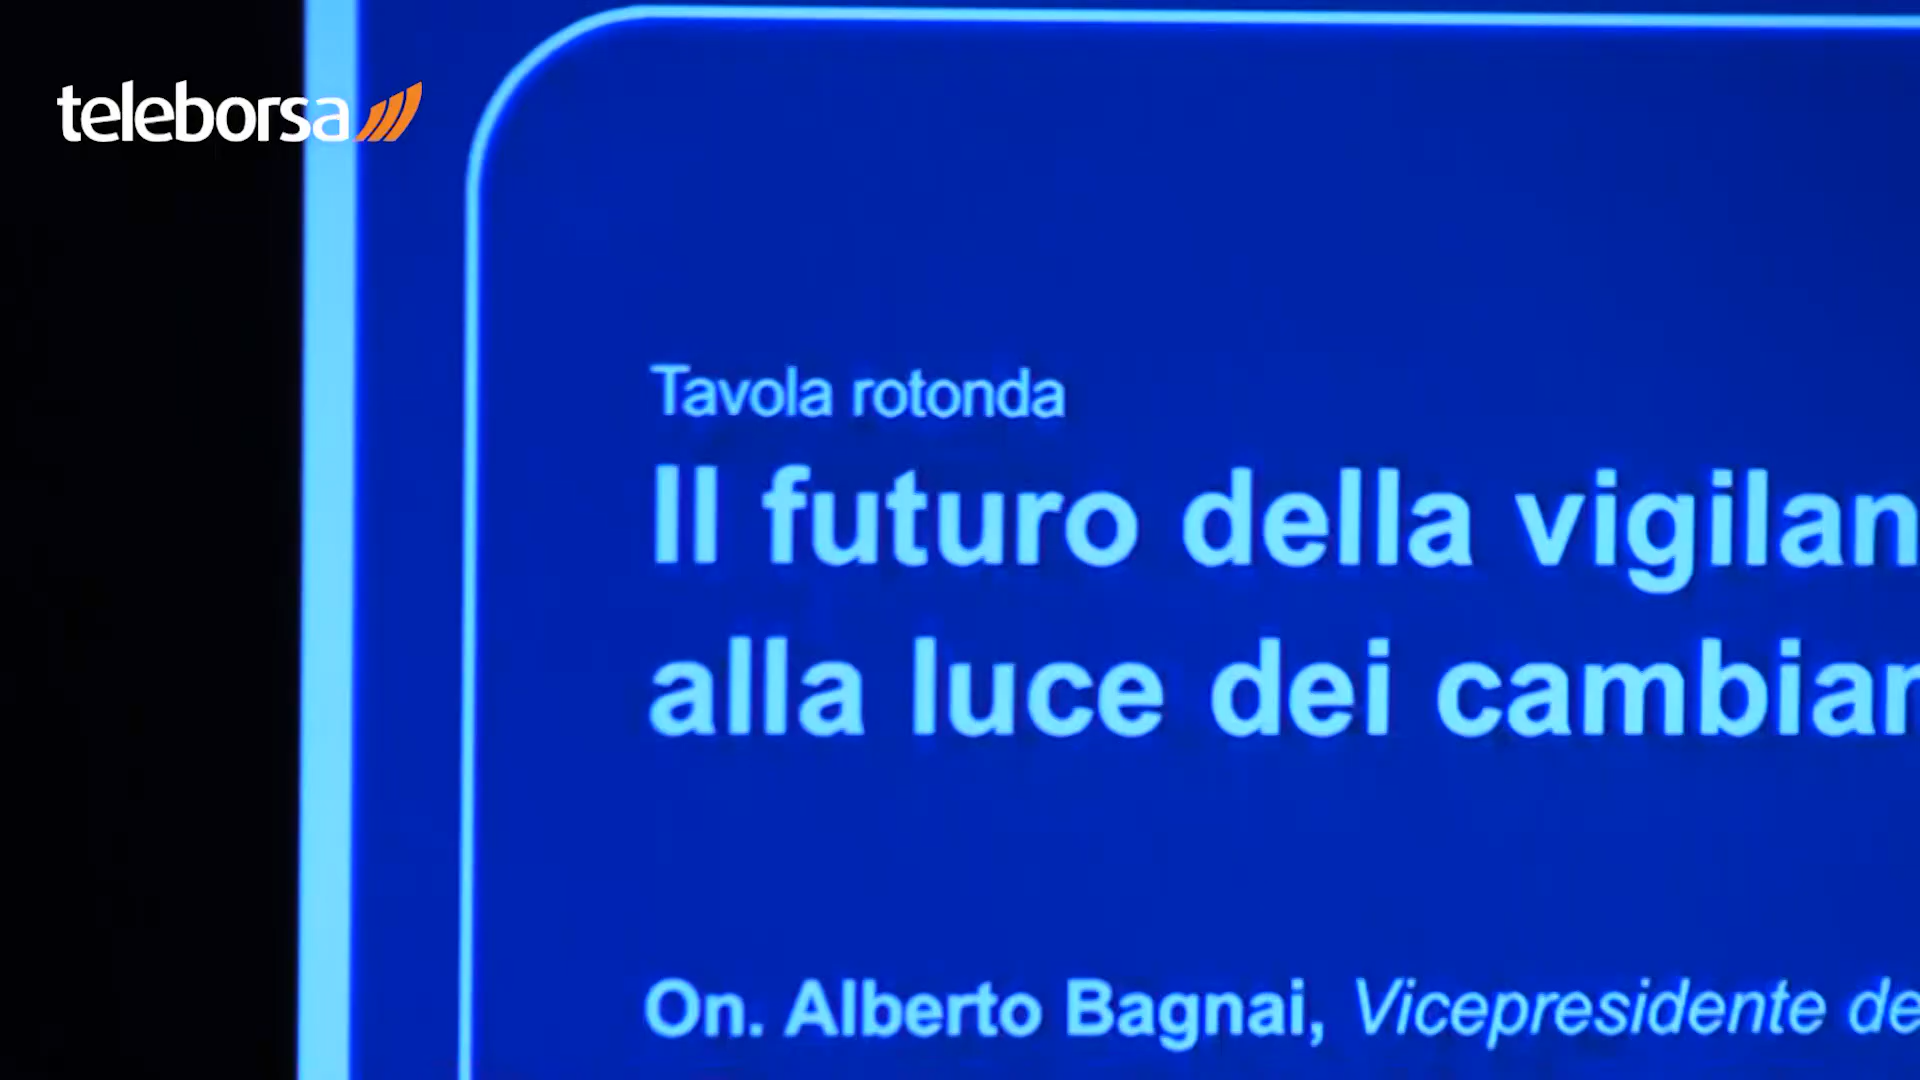 teleborsa
Tavola rotonda
Il futuro della vigilan
alla luce dei cambiar
On. Alberto Bagnai, Vicepresidente de